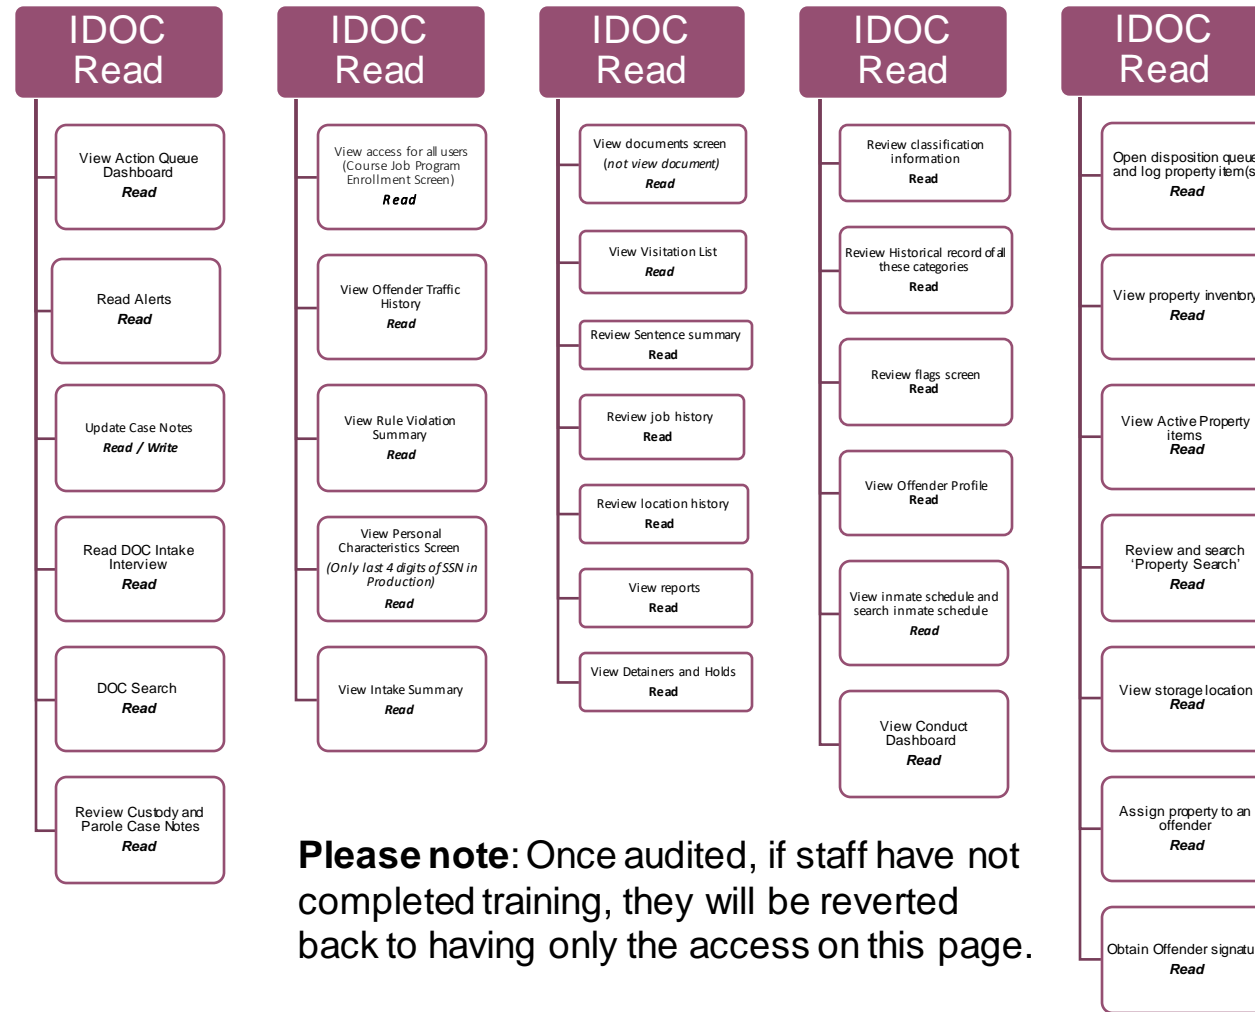 IDOC
Read
View Action Queue
Dashboard
Read
Read Alerts
Read
Update Case Notes
Read / Write
Read DOC Intake
Interview
Read
DOC Search
Read
Review Custody and
Parole Case Notes
Read
IDOC
Read
View access for all users
(Course Job Program
Enrollment Screen)
Read
View Offender Traffic
History
Read
View Rule Violation
Summary
Read
View Personal
Characteristics Screen
(Only last 4 digits of SSN in
Production)
Read
View Intake Summary
Read
IDOC
Read
View documents screen
(not view document)
Read
View Visitation List
Read
Review Sentence summary
Read
Review job history
Read
Review location history
Read
View reports
Read
View Detainers and Holds
Read
IDOC
Read
Review classification
information
Read
Review Historical record of all
these categories
Read
Review flags screen
Read
View Offender Profile
Read
View inmate schedule and
search inmate schedule
Read
View Conduct
Dashboard
Read
IDOC
Read
Open disposition queue
and log property item(s
Read
View property inventory
Read
View Active Property
items
Read
Review and search
‘Property Search’
Read
View storage location
Read
Assign property to an
offender
Read
Obtain Offender signatu
Read
Please note: Once audited, if staff have not
completed training, they will be reverted
back to having only the access on this page.